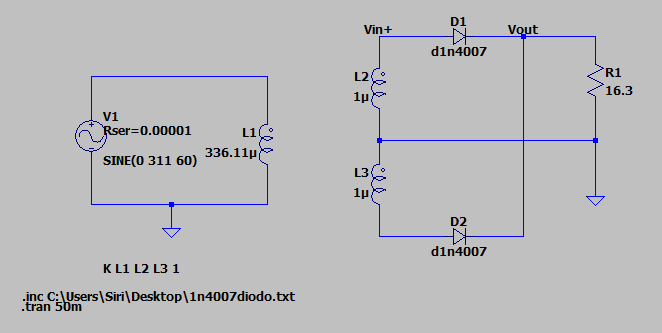 Vin+
D1
d1n4007
Vout
L2
1µ
R1
16.3
V1
Rser=0.00001
SINE(0 311 60)
L1
336.11µ
L3
1µ
D2
d1n4007
K L1 L2 L3 1
.inc C:\Users\Siri\Desktop\1n4007diodo.txt
.tran 50m